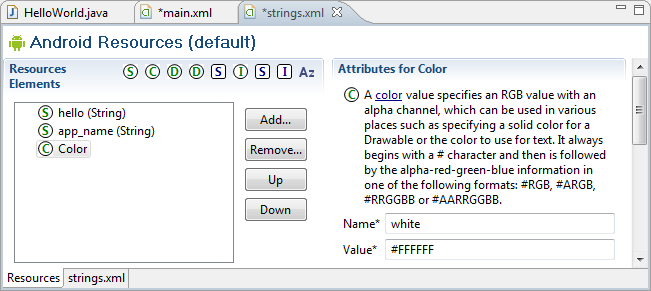 HelloWorld.java
*main.xml
*strings.xml
Android Resources (default)
Resources
Elements
S C D D S I S I Az
hello (String)
app_name (String)
Color
Add...
Remove...
Up
Down
Attributes for Color
A color value specifies an RGB value with an
alpha channel, which can be used in various
places such as specifying a solid color for a
Drawable or the color to use for text. It always
begins with a # character and then is followed
by the alpha-red-green-blue information in
one of the following formats: #RGB, #ARGB,
#RRGGBB or #AARRGGBB.
Name* white
Value* #FFFFFF
Resources strings.xml